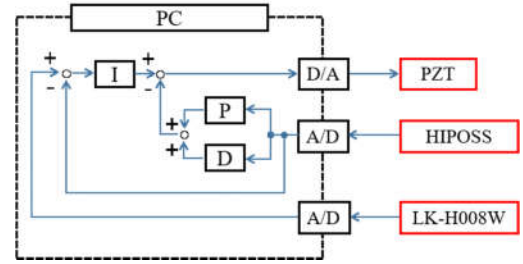 PC
+
-
I
+
-
D/A
PZT
P
+
+
D
A/D
HIPOSS
A/D
LK-H008W